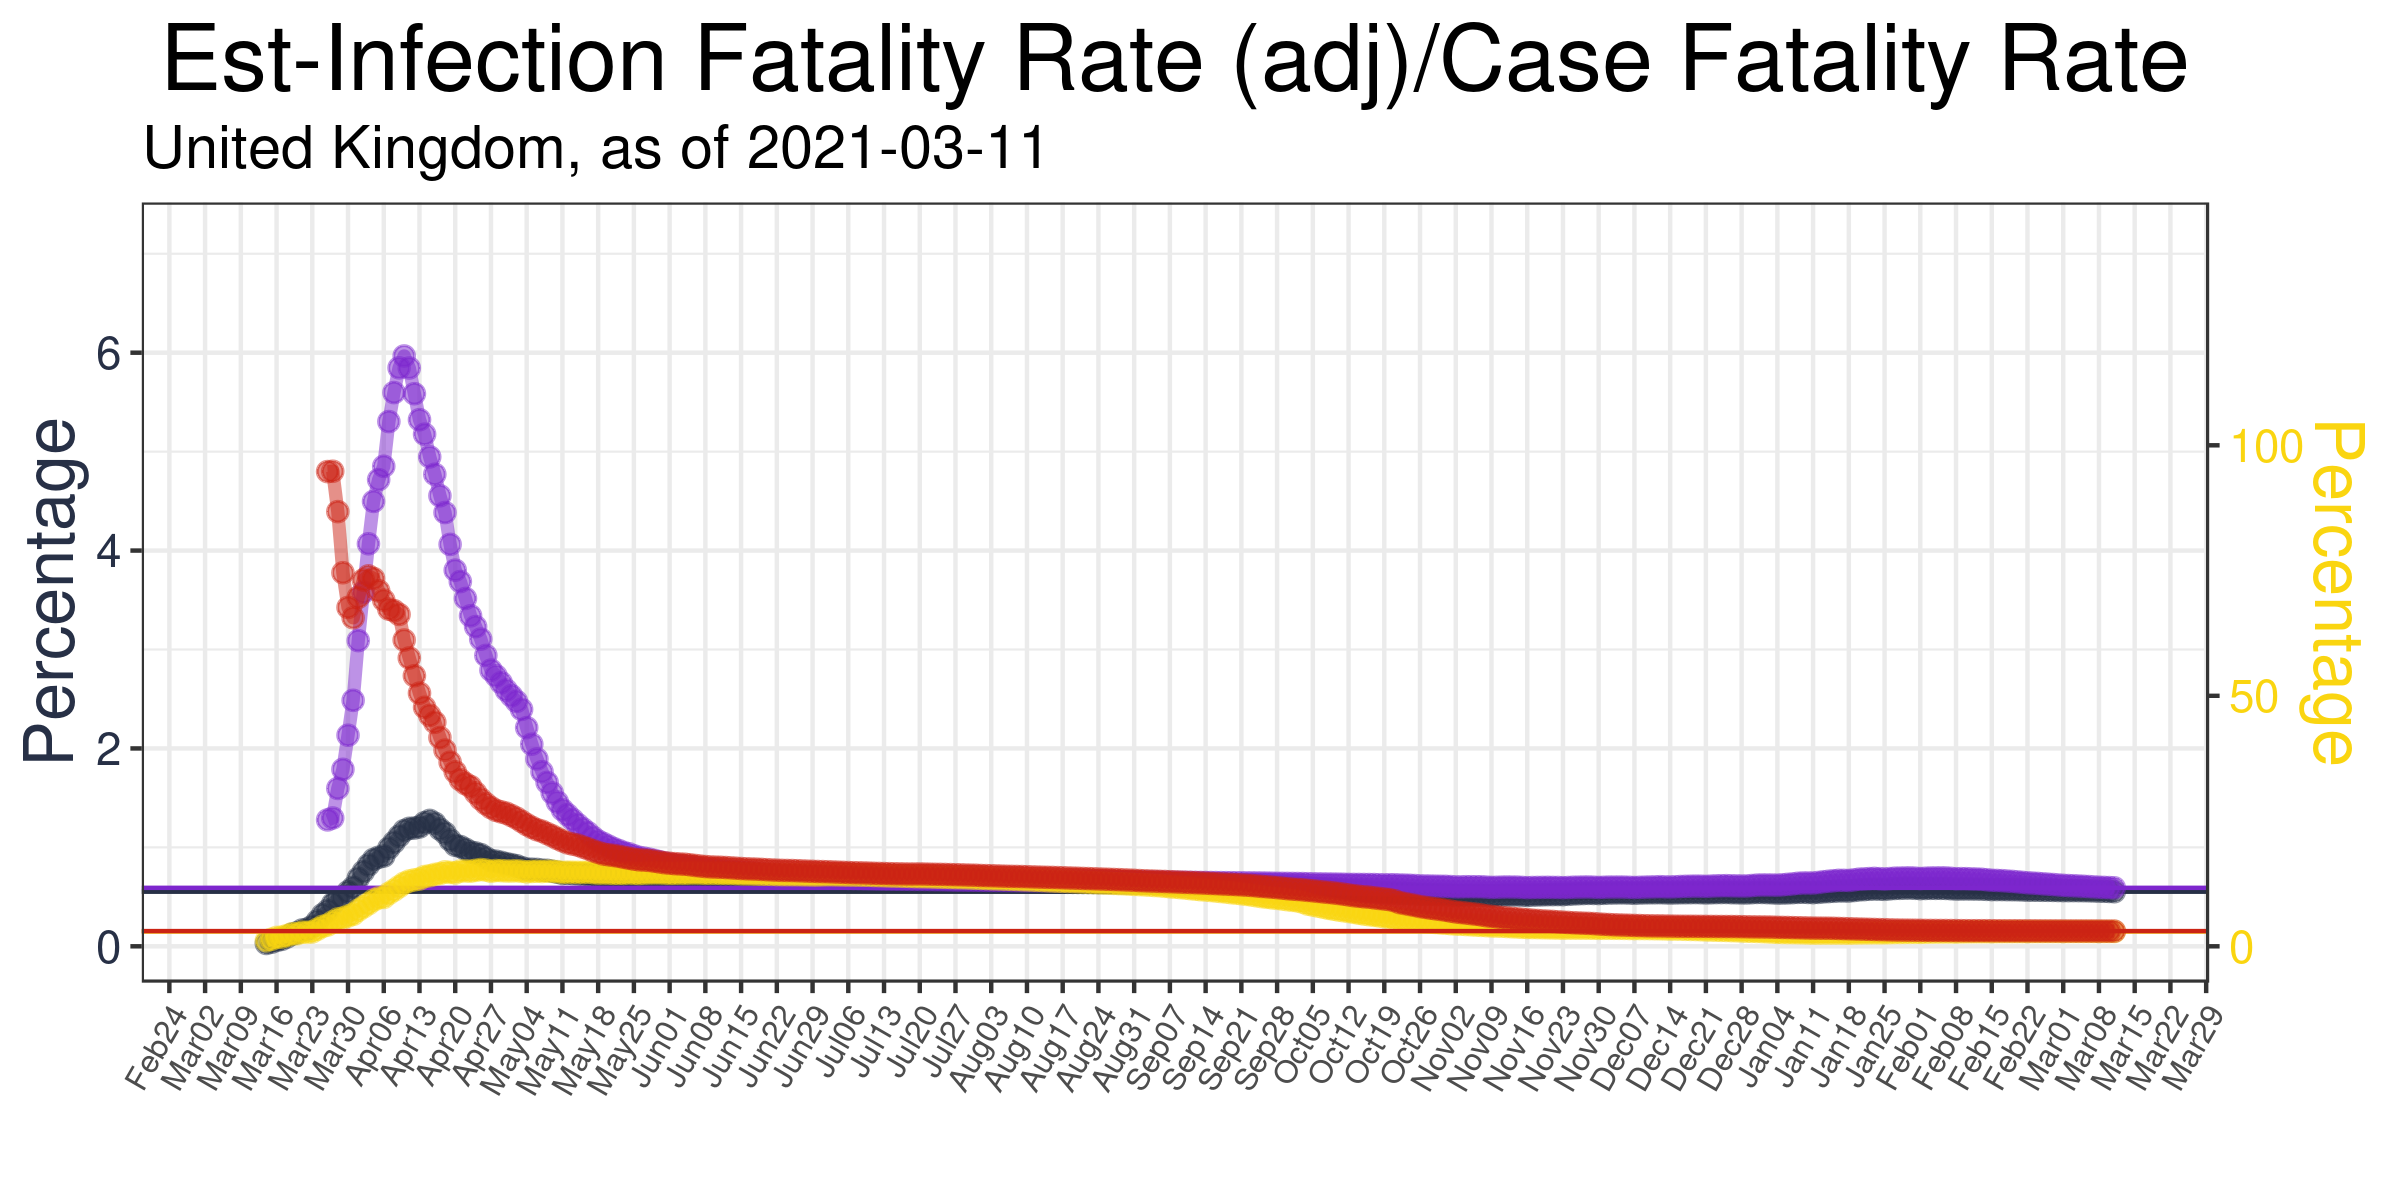 Est-Infection Fatality Rate (adj)/Case Fatality Rate
United Kingdom, as of 2021-03-11
Percentage
6
4
2
0
100
50
0
Percentage
Feb24
Mar02
Mar09
Mar16
Mar23
Mar30
Apr06
Apr13
Apr20
Apr27
May04
May11
May18
May25
Jun01
Jun08
Jun15
Jun22
Jun29
Jul06
Jul13
Jul20
Jul27
Aug03
Aug10
Aug17
Aug24
Aug31
Sep07
Sep14
Sep21
Sep28
Oct05
Oct12
Oct19
Oct26
Nov02
Nov09
Nov16
Nov23
Nov30
Dec07
Dec14
Dec21
Dec28
Jan04
Jan11
Jan18
Jan25
Feb01
Feb08
Feb15
Feb22
Mar01
Mar08
Mar15
Mar22
Mar29